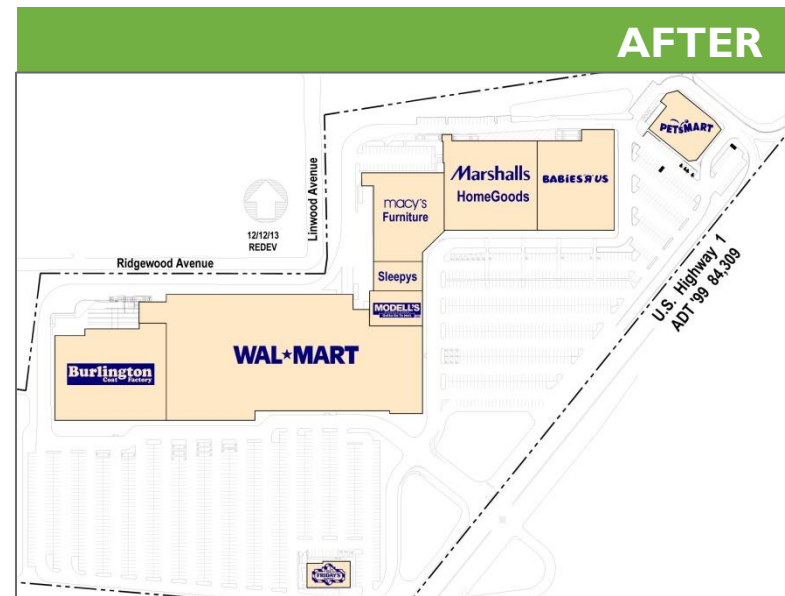 AFTER
PETSMART
Marshalls
HomeGoods
BABIES R US
macy's
Furniture
Linwood Avenue
12/12/13
REDEV
Ridgewood Avenue
Sleepys
MODELL'S
U.S. Highway 1
ADT '99 84,309
WAL★MART
Burlington
Coat Factory
FRIDAY'S